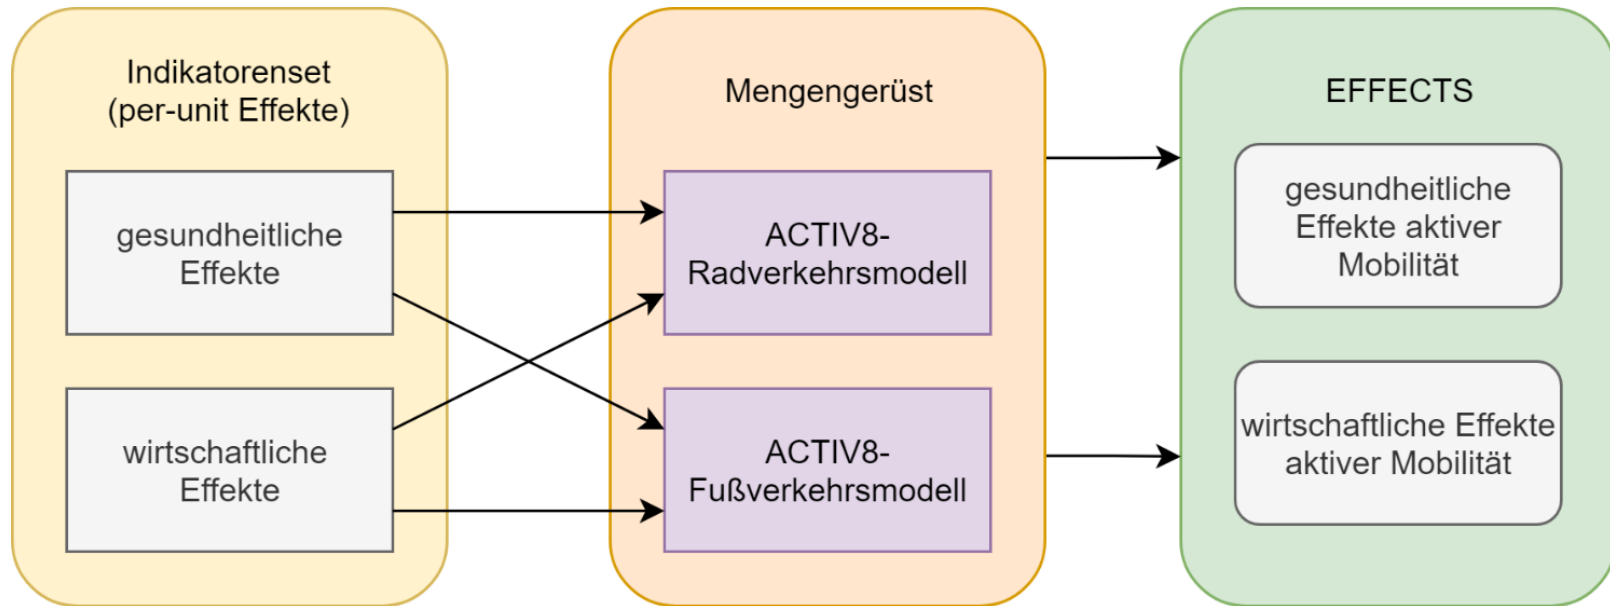 Indikatorenset
(per-unit Effekte)
gesundheitliche
Effekte
wirtschaftliche
Effekte
Mengengerüst
ACTIV8-
Radverkehrsmodell
ACTIV8-
Fußverkehrsmodell
EFFECTS
gesundheitliche
Effekte aktiver
Mobilität
wirtschaftliche Effekte
aktiver Mobilität